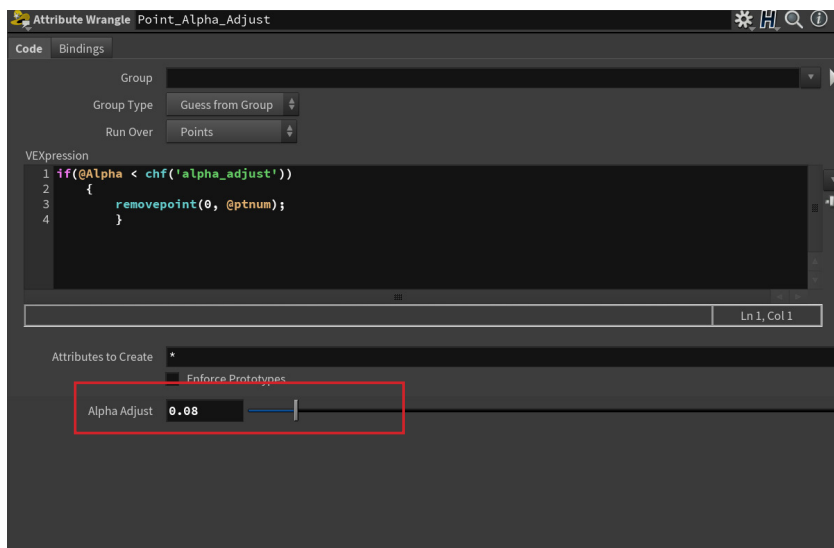 Attribute Wrangle Point_Alpha_Adjust
Code Bindings
Group
Group Type Guess from Group
Run Over Points
VEXpression
1 if(@Alpha < chf('alpha_adjust'))
2 {
3 removepoint(0, @ptnum);
4 }
Ln 1, Col 1
Attributes to Create *
Enforce Prototypes
Alpha Adjust 0.08